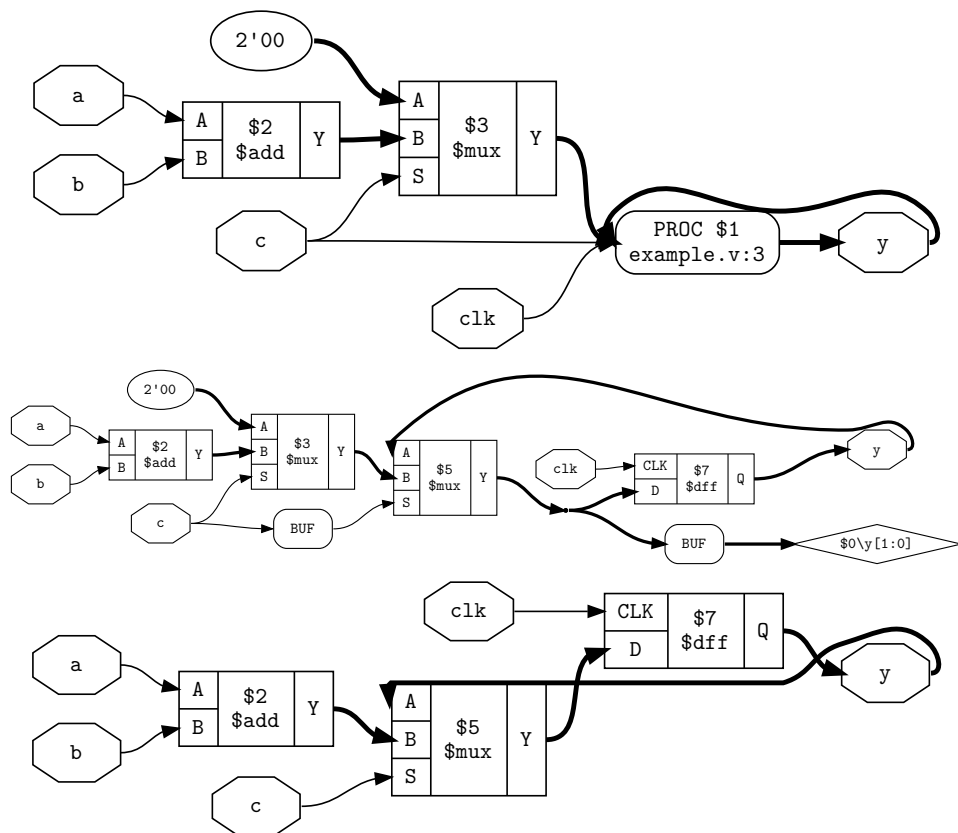 2'00
a
A
$2
$add
Y
B
b
A
$3
$mux
Y
B
S
c
PROC $1
example.v:3
y
clk
2'00
a
A
$2
$add
Y
B
b
A
$3
$mux
Y
B
S
c
BUF
A
$5
$mux
Y
B
S
clk
CLK
$7
$dff
Q
D
y
BUF
$0\y[1:0]
clk
CLK
$7
$dff
Q
D
y
a
A
$2
$add
Y
B
b
A
$5
$mux
Y
B
S
c